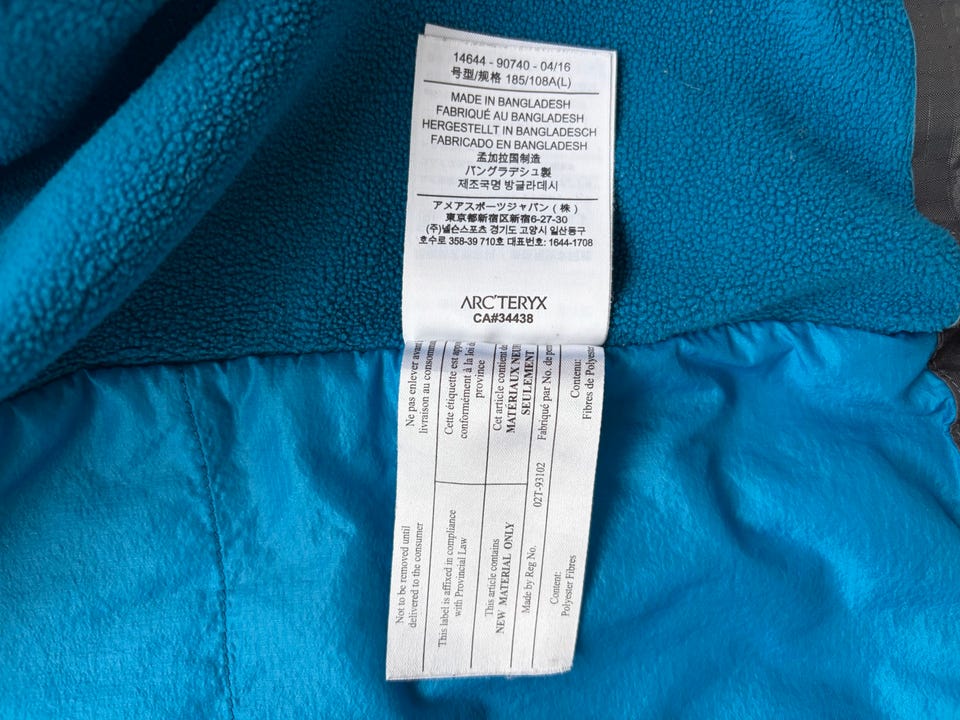 14644 - 90740 - 04/16
号型/规格 185/108A(L)
MADE IN BANGLADESH
FABRIQUÉ AU BANGLADESH
HERGESTELLT IN BANGLADESCH
FABRICADO EN BANGLADESH
孟加拉国制造
バングラデシュ製
제조국명 방글라데시
アメアスポーツジャパン ( 株 )
東京都新宿区新宿6-27-30
(주)넬슨스포츠 경기도 고양시 일산동구
호수로 358-39 710호 대표번호: 1644-1708
ARC'TERYX
CA#34438
Ne pas enlever avant
livraison au consomm
Cette étiquette est app
conformément à la loi de
province
Cet article contient de
MATÉRIAUX NEU
SEULEMENT
Fabriqué par No. de per
Contenu:
Fibres de Polyester
Not to be removed until
delivered to the consumer
This label is affixed in compliance
with Provincial Law
This article contains
NEW MATERIAL ONLY
Made by Reg No.
02T-93102
Content:
Polyester Fibres